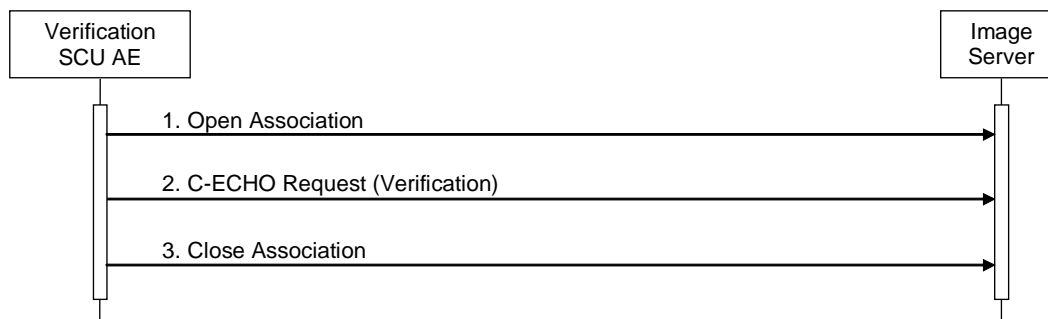 Verification
SCU AE
Image
Server
1. Open Association
2. C-ECHO Request (Verification)
3. Close Association